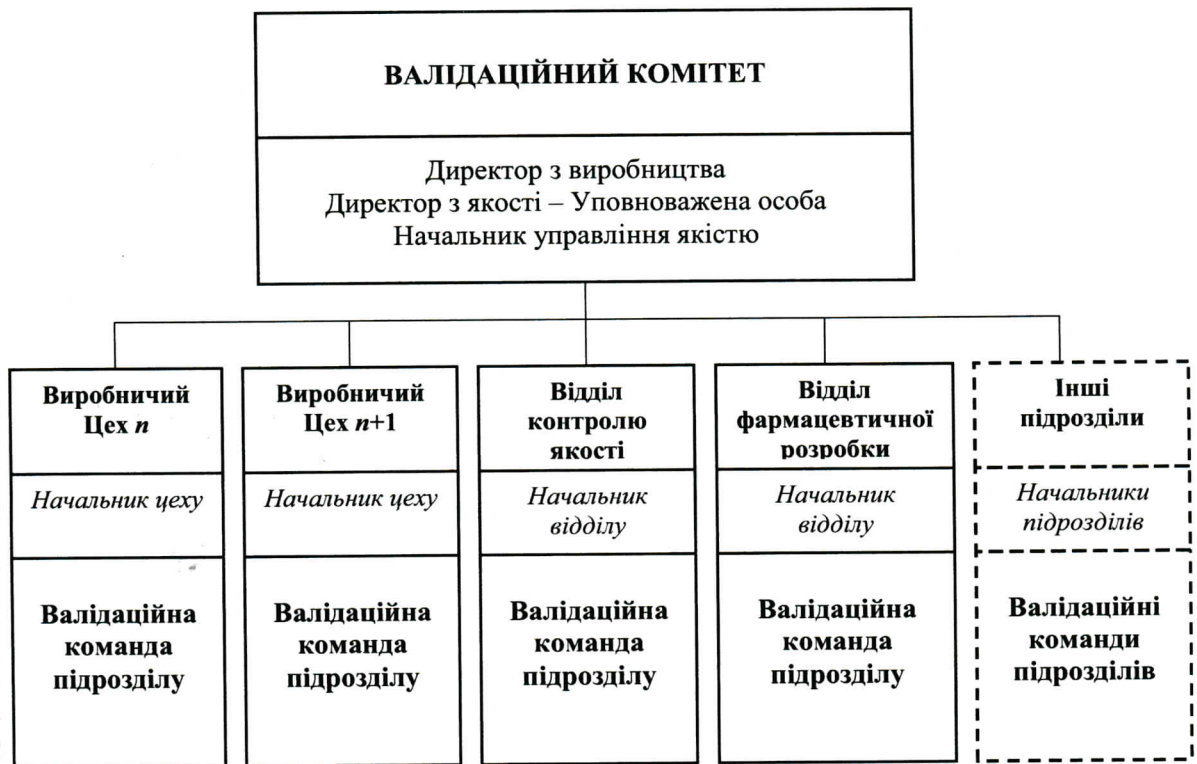 ВАЛІДАЦІЙНИЙ КОМІТЕТ
Директор з виробництва
Директор з якості – Уповноважена особа
Начальник управління якістю
Виробничий
Цех n
Начальник цеху
Валідаційна
команда
підрозділу
Виробничий
Цех n+1
Начальник цеху
Валідаційна
команда
підрозділу
Відділ
контролю
якості
Начальник
відділу
Валідаційна
команда
підрозділу
Відділ
фармацевтичної
розробки
Начальник
відділу
Валідаційна
команда
підрозділу
Інші
підрозділи
Начальники
підрозділів
Валідаційні
команди
підрозділів